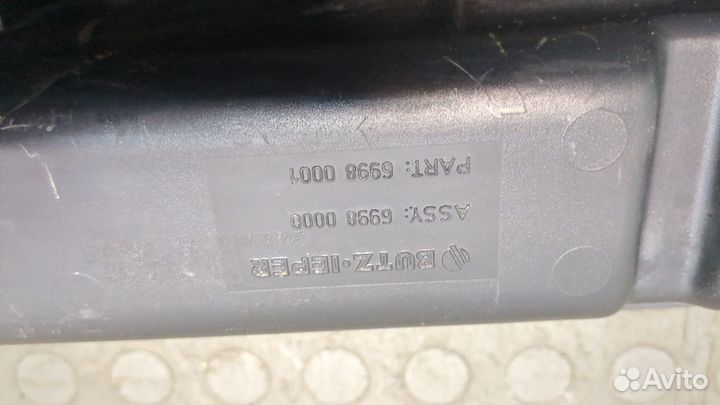 BUTZ·IEPER
ASSY: 6998 0000
PART: 6998 0001
Avito